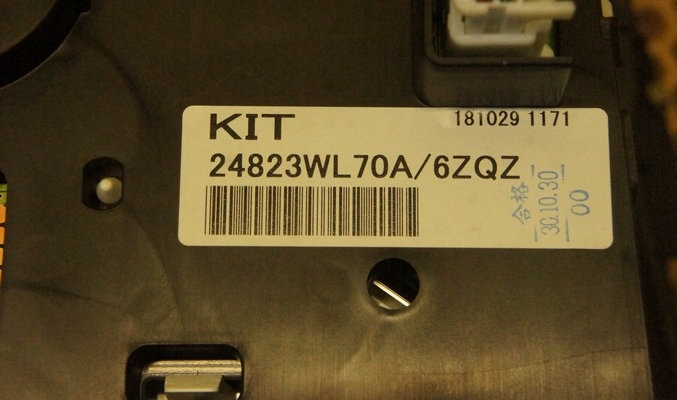 KIT
181029 1171
24823WL70A/6ZQZ
合格
30.10.30
00